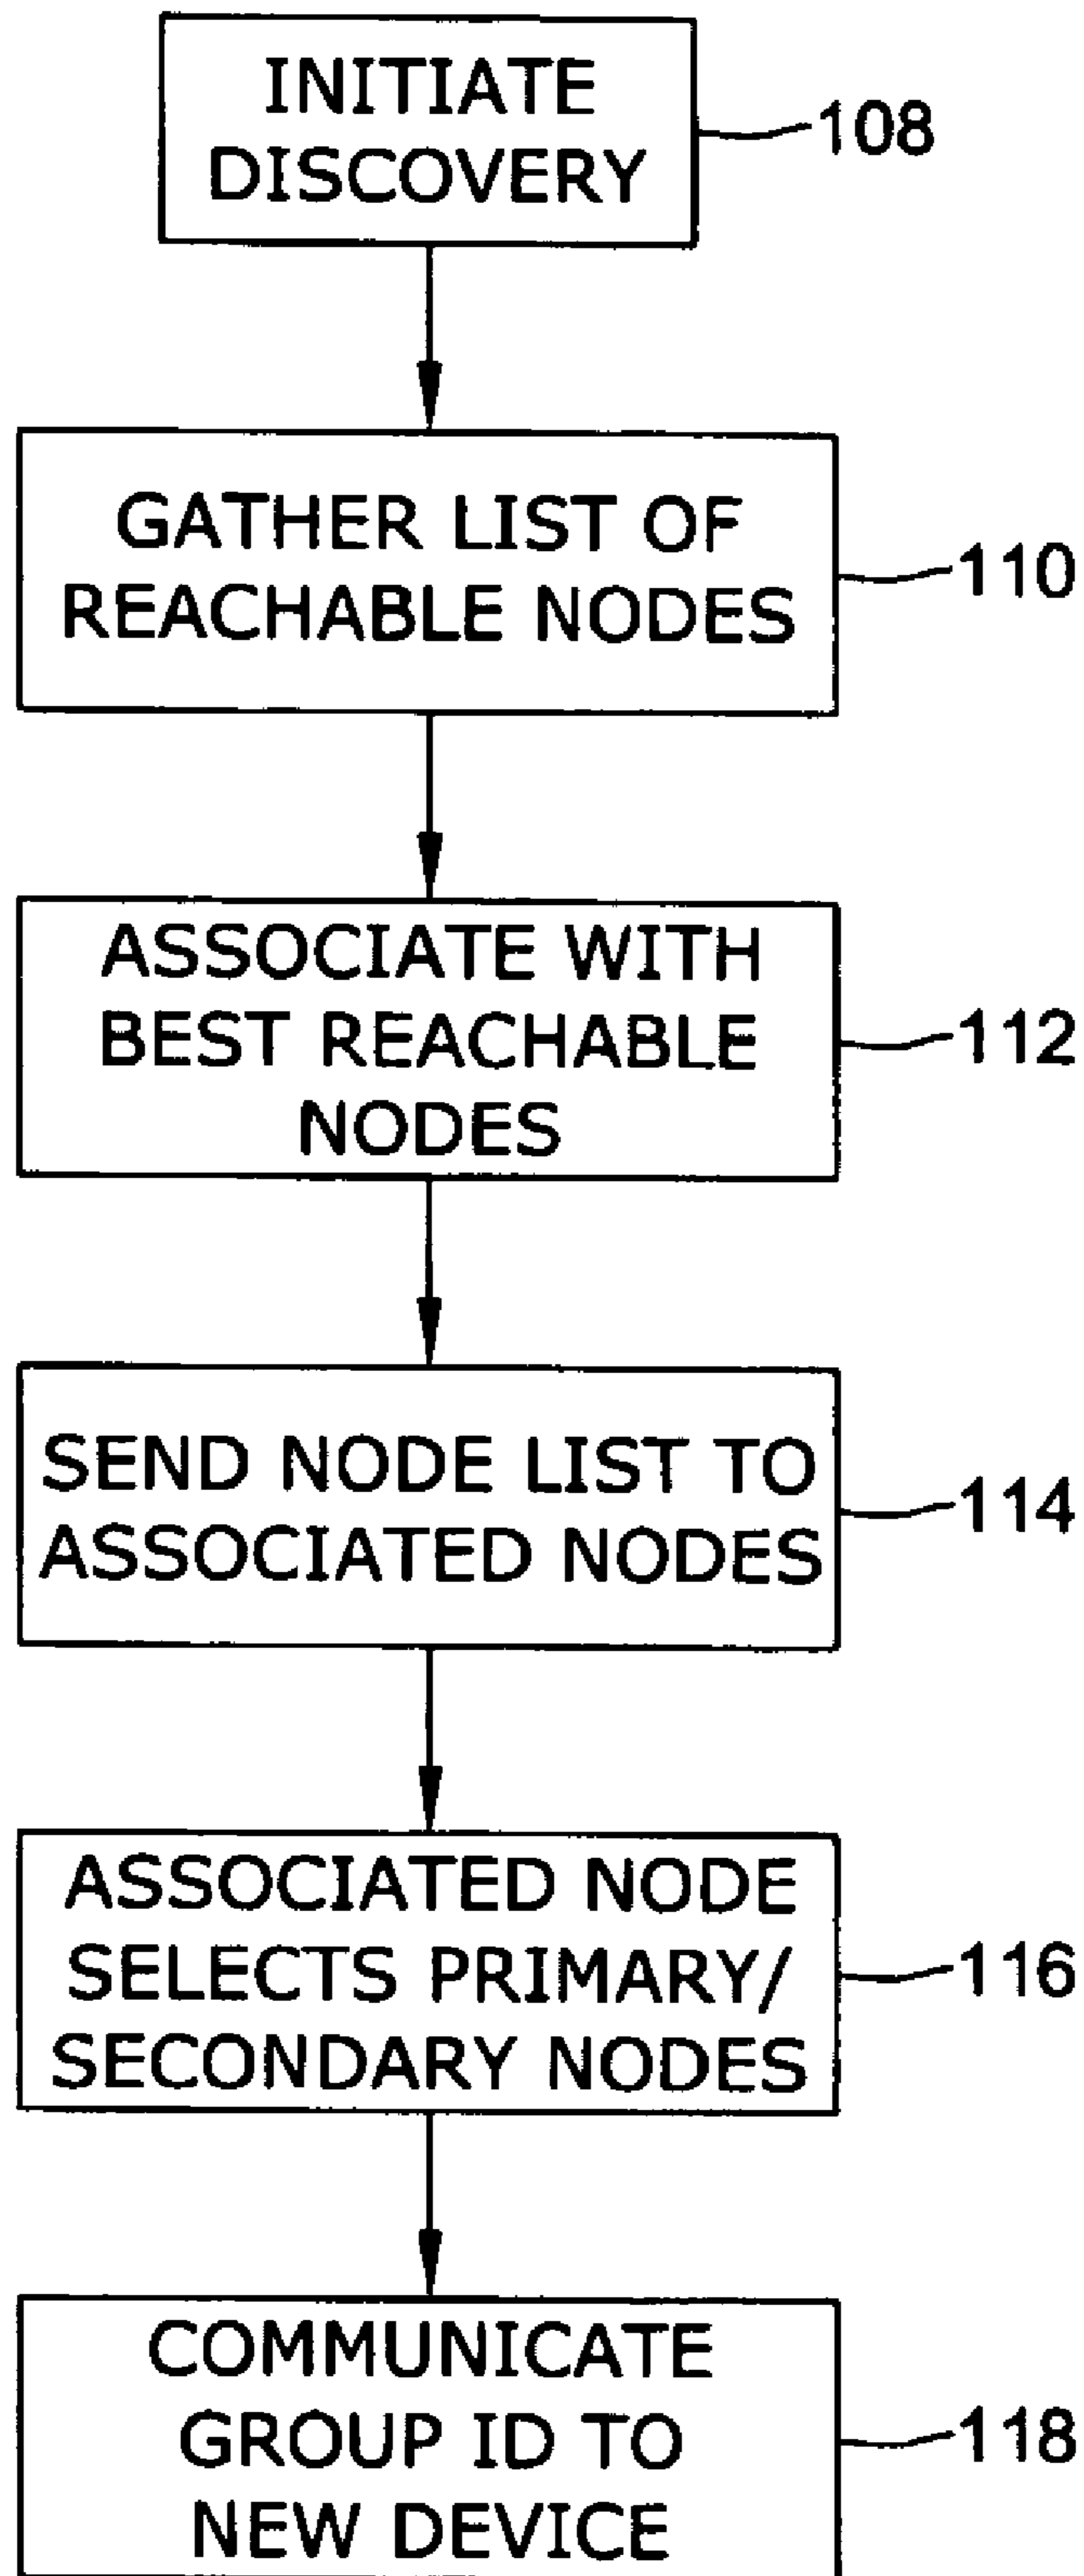 INITIATE
DISCOVERY
108
GATHER LIST OF
REACHABLE NODES
110
ASSOCIATE WITH
BEST REACHABLE
NODES
112
SEND NODE LIST TO
ASSOCIATED NODES
114
ASSOCIATED NODE
SELECTS PRIMARY/
SECONDARY NODES
116
COMMUNICATE
GROUP ID TO
NEW DEVICE
118